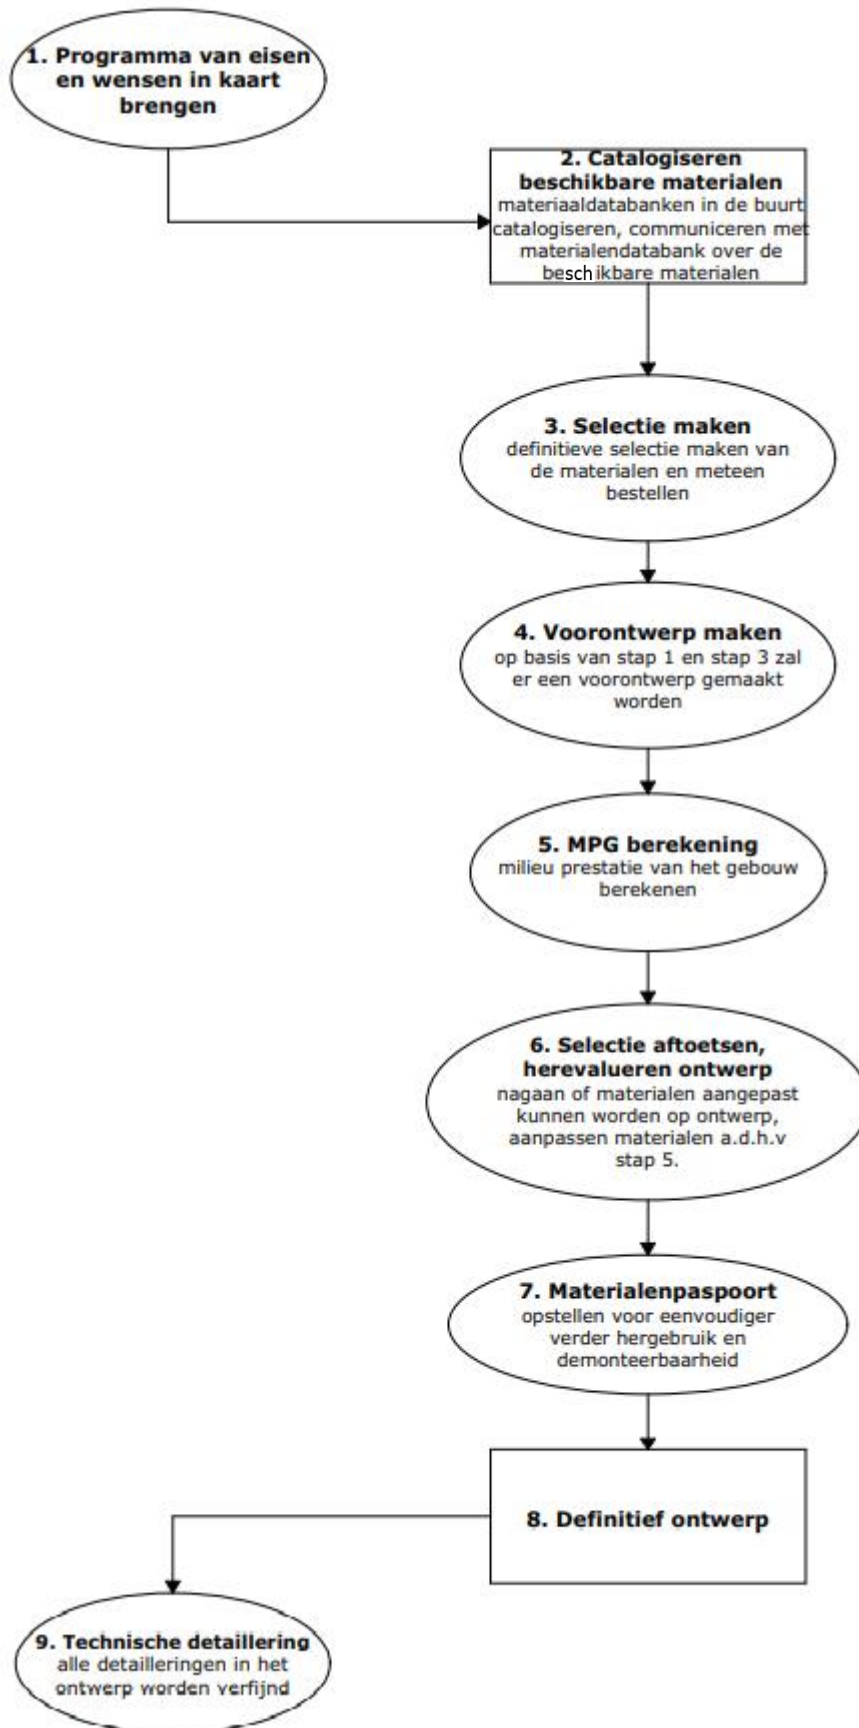 1. Programma van eisen
en wensen in kaart
brengen
2. Catalogiseren
beschikbare materialen
materiaaldatabanken in de buurt
catalogiseren, communiceren met
materialendatabank over de
beschikbare materialen
3. Selectie maken
definitieve selectie maken van
de materialen en meteen
bestellen
4. Voorontwerp maken
op basis van stap 1 en stap 3 zal
er een voorontwerp gemaakt
worden
5. MPG berekening
milieu prestatie van het gebouw
berekenen
6. Selectie aftoetsen,
herevalueren ontwerp
nagaan of materialen aangepast
kunnen worden op ontwerp,
aanpassen materialen a.d.h.v
stap 5.
7. Materialenpaspoort
opstellen voor eenvoudiger
verder hergebruik en
demonteerbaarheid
8. Definitief ontwerp
9. Technische detaillering
alle detailleringen in het
ontwerp worden verfijnd